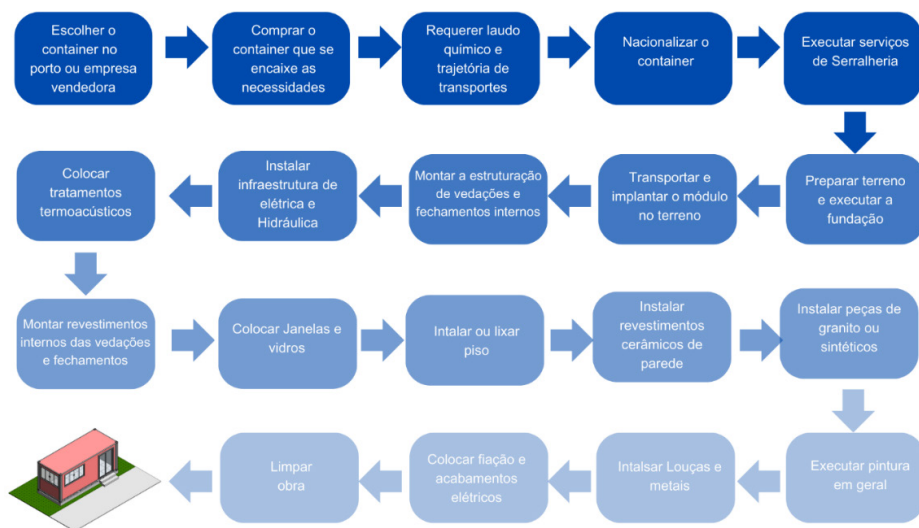 Escolher o
container no
porto ou empresa
vendedora
Comprar o
container que se
encaixe as
necessidades
Requerer laudo
químico e
trajetória de
transportes
Nacionalizar o
container
Executar serviços
de Serralheria
Preparar terreno
e executar a
fundação
Transportar e
implantar o módulo
no terreno
Montar a estruturação
de vedações e
fechamentos internos
Instalar
infraestrutura de
elétrica e
Hidráulica
Colocar
tratamentos
termoacústicos
Montar revestimentos
internos das vedações
e fechamentos
Colocar Janelas e
vidros
Intalar ou lixar
piso
Instalar
revestimentos
cerâmicos de
parede
Instalar peças de
granito ou
sintéticos
Executar pintura
em geral
Intalsar Louças e
metais
Colocar fiação e
acabamentos
elétricos
Limpar
obra